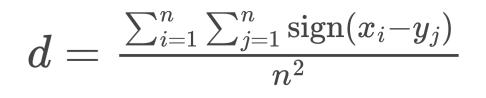 d = \frac{\sum_{i=1}^{n} \sum_{j=1}^{n} \text{sign}(x_i - y_j)}{n^2}